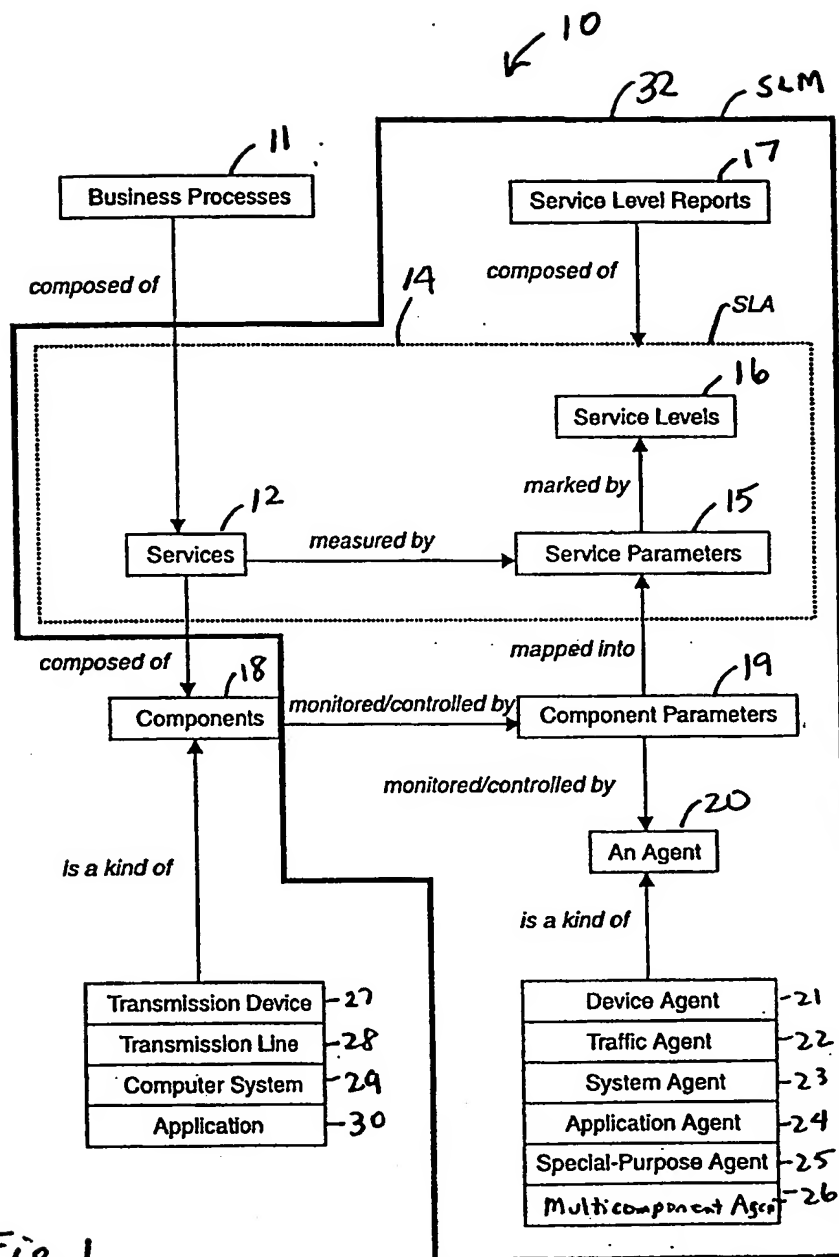 10
32
SLM
11
17
Business Processes
Service Level Reports
composed of
composed of
14
SLA
16
Service Levels
marked by
12
15
Services
measured by
Service Parameters
composed of
mapped into
18
19
Components
monitored/controlled by
Component Parameters
monitored/controlled by
20
An Agent
is a kind of
is a kind of
Transmission Device
27
Transmission Line
28
Computer System
29
Application
30
Device Agent
21
Traffic Agent
22
System Agent
23
Application Agent
24
Special-Purpose Agent
25
Multicomponent Agent
26
Fig. 1